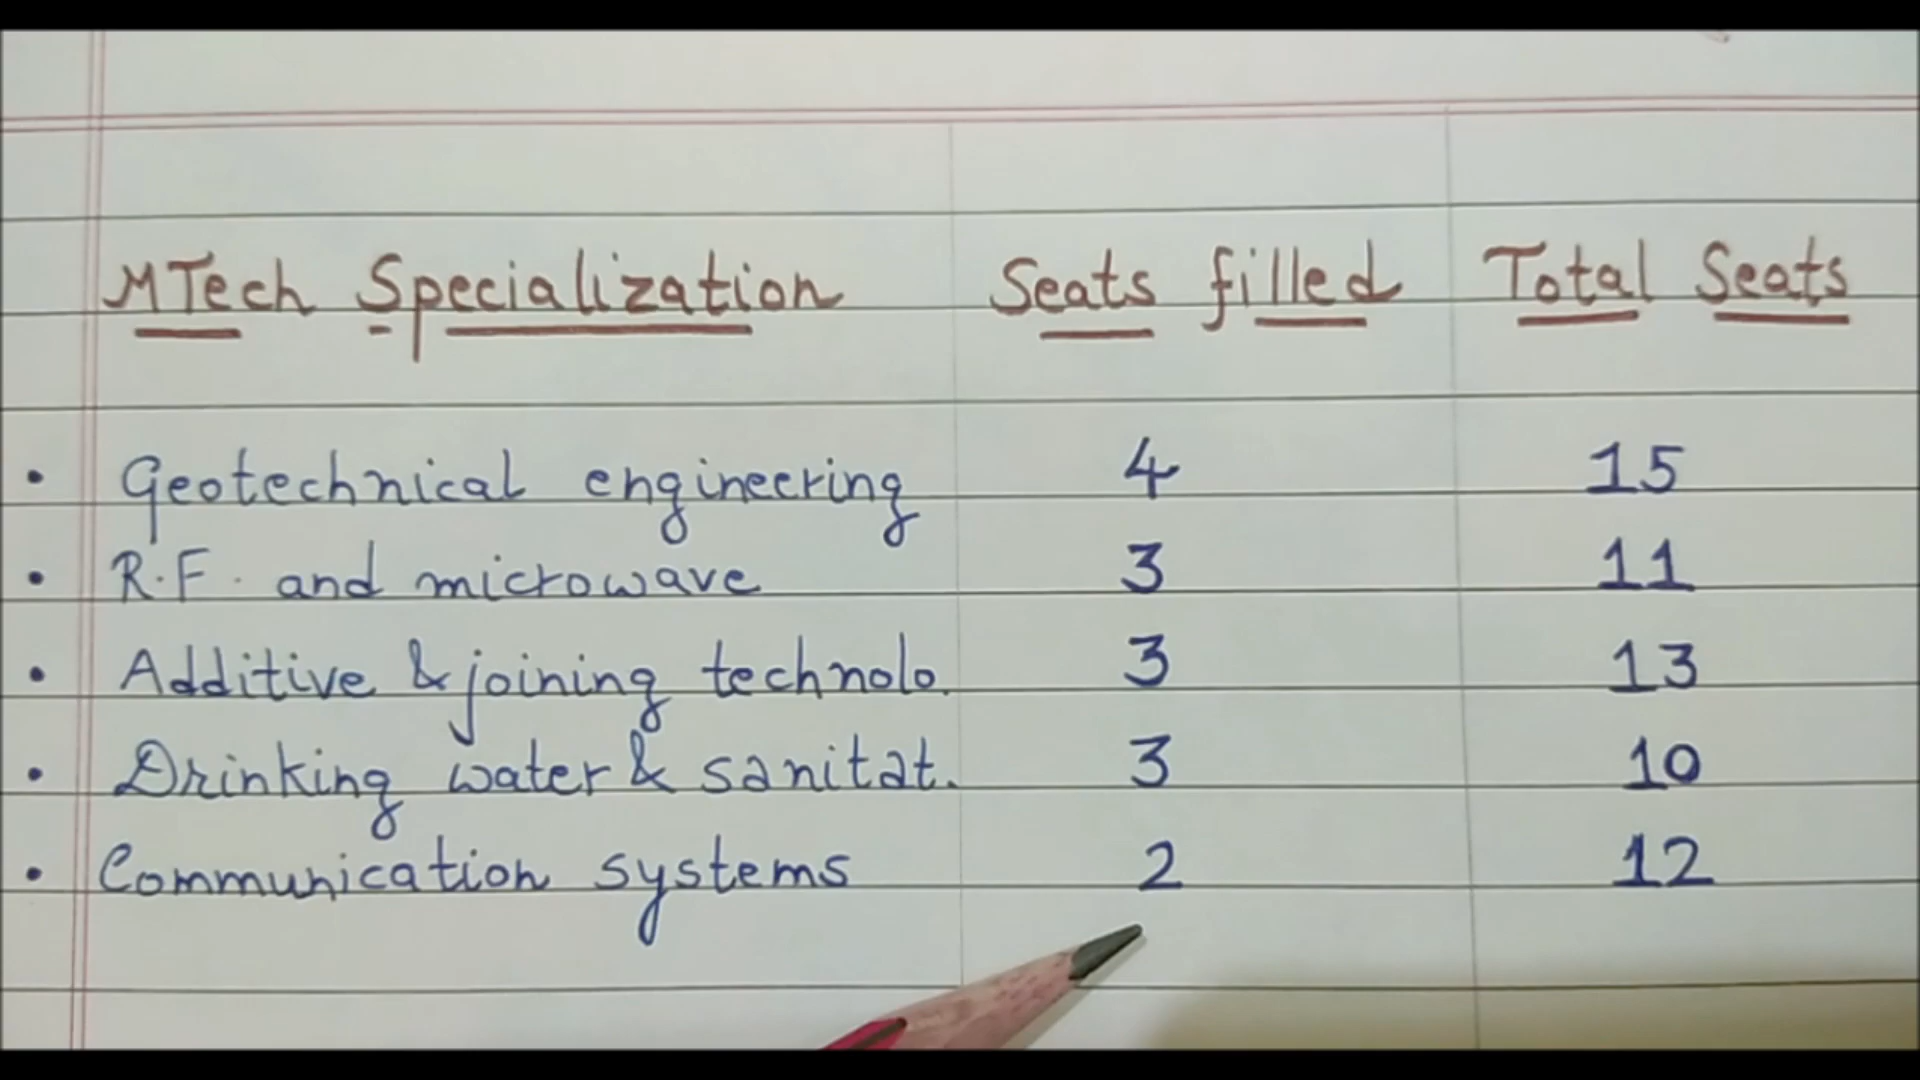 MTech Specialization Seats filled Total Seats
• Geotechnical engineering 4 15
• R.F. and microwave 3 11
• Additive & joining technolo. 3 13
• Drinking water & sanitat. 3 10
• Communication systems 2 12